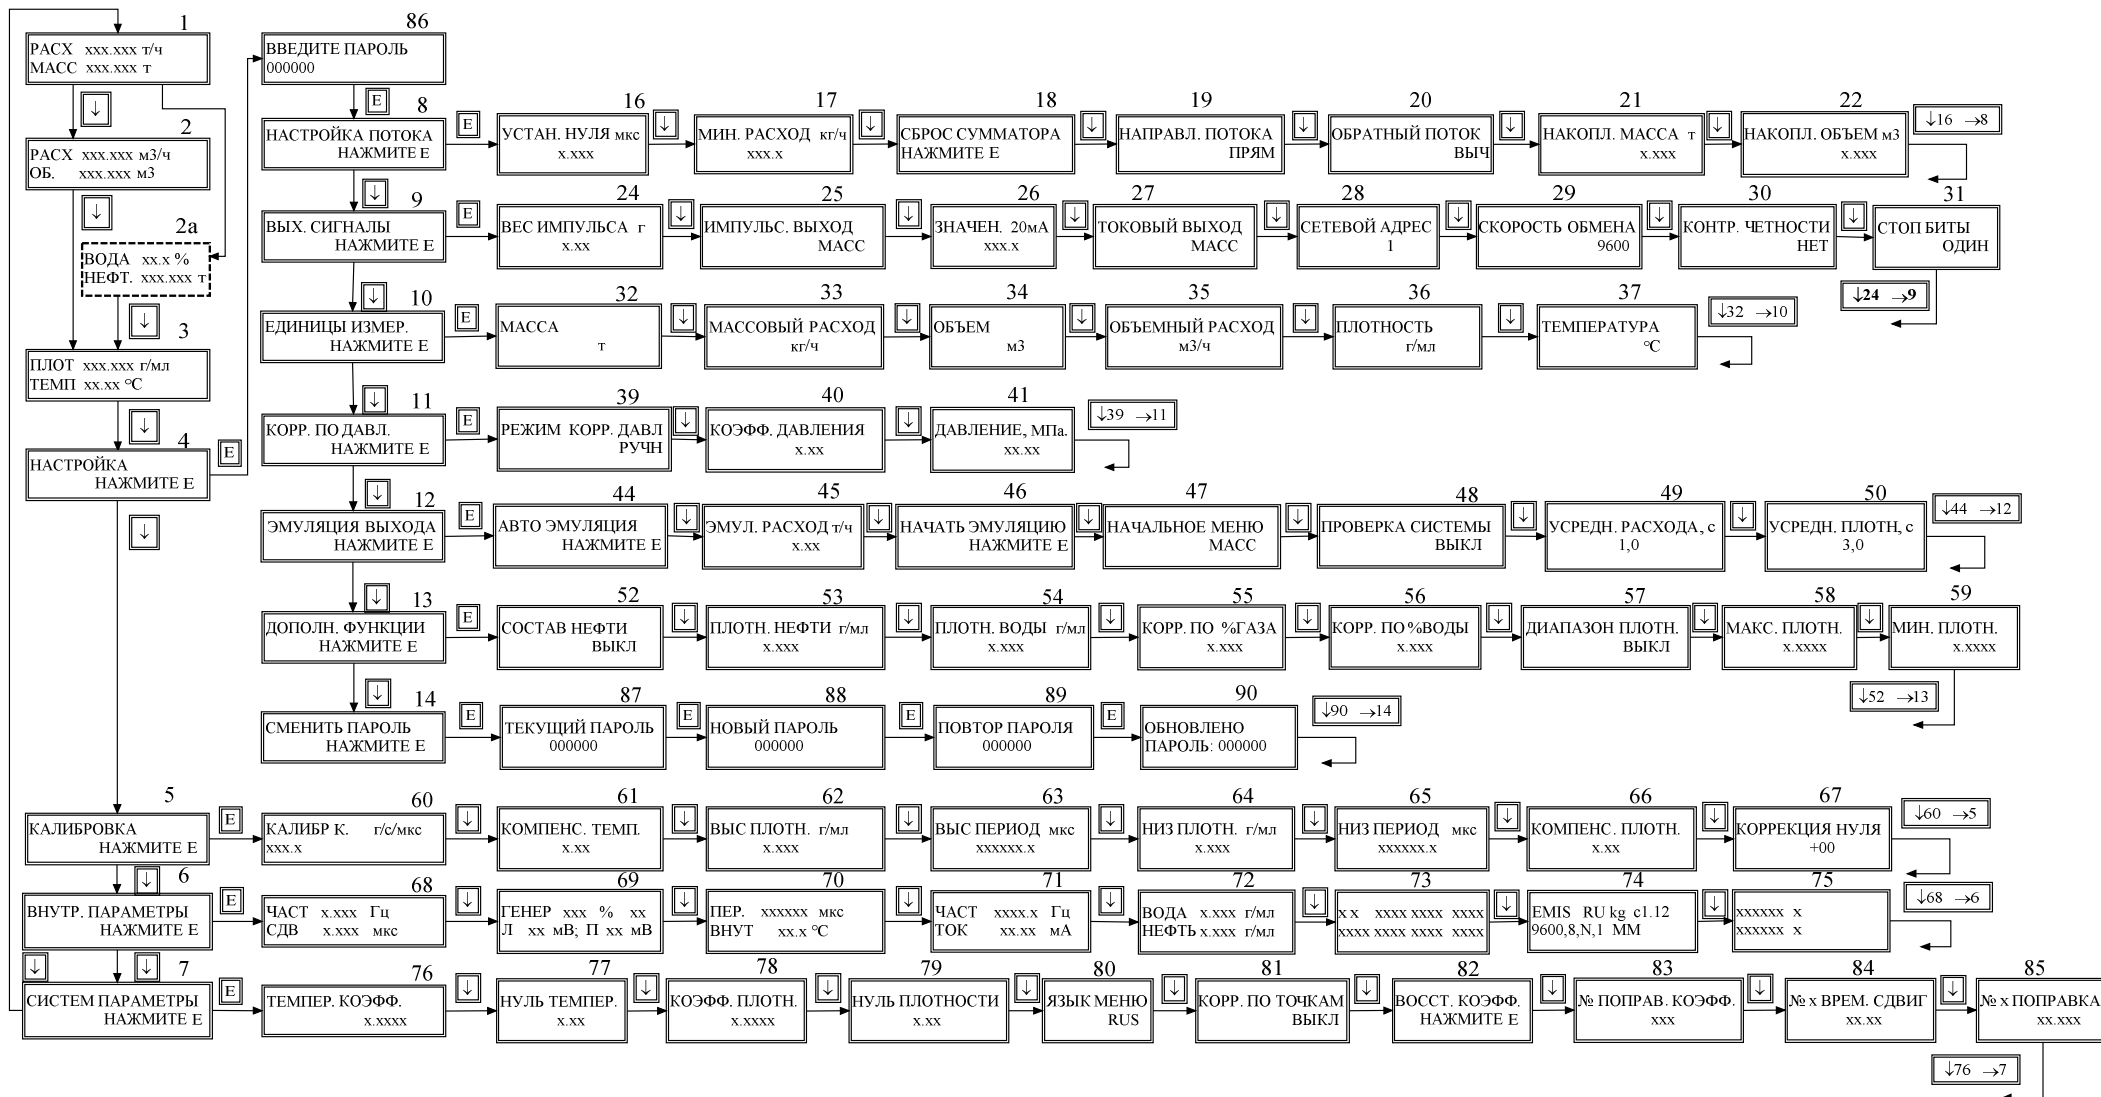 1
РАСХ xxx.xxx т/ч
МАСС xxx.xxx т
↓
2
РАСХ xxx.xxx м3/ч
ОБ. xxx.xxx м3
↓
2а
ВОДА xx.x %
НЕФТ. xxx.xxx т
↓
3
ПЛОТ xxx.xxx г/мл
ТЕМП xx.xx °C
↓
4
НАСТРОЙКА
НАЖМИТЕ Е
E
↓
86
ВВЕДИТЕ ПАРОЛЬ
000000
E
8
НАСТРОЙКА ПОТОКА
НАЖМИТЕ Е
E
16
УСТАН. НУЛЯ мкс
x.xxx
↓
17
МИН. РАСХОД кг/ч
xxx.x
↓
18
СБРОС СУММАТОРА
НАЖМИТЕ Е
↓
19
НАПРАВЛ. ПОТОКА
ПРЯМ
↓
20
ОБРАТНЫЙ ПОТОК
ВЫЧ
↓
21
НАКОПЛ. МАССА т
x.xxx
↓
22
НАКОПЛ. ОБЪЕМ м3
x.xxx
↓16 →8
↓
9
ВЫХ. СИГНАЛЫ
НАЖМИТЕ Е
E
24
ВЕС ИМПУЛЬСА г
x.xx
↓
25
ИМПУЛЬС. ВЫХОД
МАСС
↓
26
ЗНАЧЕН. 20мА
xxx.x
↓
27
ТОКОВЫЙ ВЫХОД
МАСС
↓
28
СЕТЕВОЙ АДРЕС
1
↓
29
СКОРОСТЬ ОБМЕНА
9600
↓
30
КОНТР. ЧЕТНОСТИ
НЕТ
↓
31
СТОП БИТЫ
ОДИН
↓24 →9
↓
10
ЕДИНИЦЫ ИЗМЕР.
НАЖМИТЕ Е
E
32
МАССА
т
↓
33
МАССОВЫЙ РАСХОД
кг/ч
↓
34
ОБЪЕМ
м3
↓
35
ОБЪЕМНЫЙ РАСХОД
м3/ч
↓
36
ПЛОТНОСТЬ
г/мл
↓
37
ТЕМПЕРАТУРА
°C
↓32 →10
↓
11
КОРР. ПО ДАВЛ.
НАЖМИТЕ Е
E
39
РЕЖИМ КОРР. ДАВЛ
РУЧН
↓
40
КОЭФФ. ДАВЛЕНИЯ
x.xx
↓
41
ДАВЛЕНИЕ, МПа.
xx.xx
↓39 →11
↓
12
ЭМУЛЯЦИЯ ВЫХОДА
НАЖМИТЕ Е
E
44
АВТО ЭМУЛЯЦИЯ
НАЖМИТЕ Е
↓
45
ЭМУЛ. РАСХОД т/ч
x.xx
↓
46
НАЧАТЬ ЭМУЛЯЦИЮ
НАЖМИТЕ Е
↓
47
НАЧАЛЬНОЕ МЕНЮ
МАСС
↓
48
ПРОВЕРКА СИСТЕМЫ
ВЫКЛ
↓
49
УСРЕДН. РАСХОДА, с
1,0
↓
50
УСРЕДН. ПЛОТН, с
3,0
↓44 →12
↓
13
ДОПОЛН. ФУНКЦИИ
НАЖМИТЕ Е
E
52
СОСТАВ НЕФТИ
ВЫКЛ
↓
53
ПЛОТН. НЕФТИ г/мл
x.xxx
↓
54
ПЛОТН. ВОДЫ г/мл
x.xxx
↓
55
КОРР. ПО %ГАЗА
x.xxx
↓
56
КОРР. ПО %ВОДЫ
x.xxx
↓
57
ДИАПАЗОН ПЛОТН.
ВЫКЛ
↓
58
МАКС. ПЛОТН.
x.xxxx
↓
59
МИН. ПЛОТН.
x.xxxx
↓52 →13
↓
14
СМЕНИТЬ ПАРОЛЬ
НАЖМИТЕ Е
E
87
ТЕКУЩИЙ ПАРОЛЬ
000000
E
88
НОВЫЙ ПАРОЛЬ
000000
E
89
ПОВТОР ПАРОЛЯ
000000
E
90
ОБНОВЛЕНО
ПАРОЛЬ: 000000
↓90 →14
5
КАЛИБРОВКА
НАЖМИТЕ Е
E
60
КАЛИБР К. г/с/мкс
xxx.x
↓
61
КОМПЕНС. ТЕМП.
x.xx
↓
62
ВЫС ПЛОТН. г/мл
x.xxx
↓
63
ВЫС ПЕРИОД мкс
xxxxxx.x
↓
64
НИЗ ПЛОТН. г/мл
x.xxx
↓
65
НИЗ ПЕРИОД мкс
xxxxxx.x
↓
66
КОМПЕНС. ПЛОТН.
x.xx
↓
67
КОРРЕКЦИЯ НУЛЯ
+00
↓60 →5
↓
6
ВНУТР. ПАРАМЕТРЫ
НАЖМИТЕ Е
E
68
ЧАСТ x.xxx Гц
СДВ x.xxx мкс
↓
69
ГЕНЕР xxx % xx
Л xx мВ; П xx мВ
↓
70
ПЕР. xxxxxx мкс
ВНУТ xx.x °C
↓
71
ЧАСТ xxxx.x Гц
ТОК xx.xx мА
↓
72
ВОДА x.xxx г/мл
НЕФТЬ x.xxx г/мл
↓
73
x x xxxx xxxx xxxx
xxxx xxxx xxxx xxxx
↓
74
EMIS RU kg c1.12
9600,8,N,1 MM
↓
75
xxxxxx x
xxxxxx x
↓68 →6
↓
↓
7
СИСТЕМ ПАРАМЕТРЫ
НАЖМИТЕ Е
E
76
ТЕМПЕР. КОЭФФ.
x.xxxx
↓
77
НУЛЬ ТЕМПЕР.
x.xx
↓
78
КОЭФФ. ПЛОТН.
x.xxxx
↓
79
НУЛЬ ПЛОТНОСТИ
x.xx
↓
80
ЯЗЫК МЕНЮ
RUS
↓
81
КОРР. ПО ТОЧКАМ
ВЫКЛ
↓
82
ВОССТ. КОЭФФ.
НАЖМИТЕ Е
↓
83
№ ПОПРАВ. КОЭФФ.
xxx
↓
84
№ x ВРЕМ. СДВИГ
xx.xx
↓
85
№ x ПОПРАВКА
xx.xxx
↓76 →7